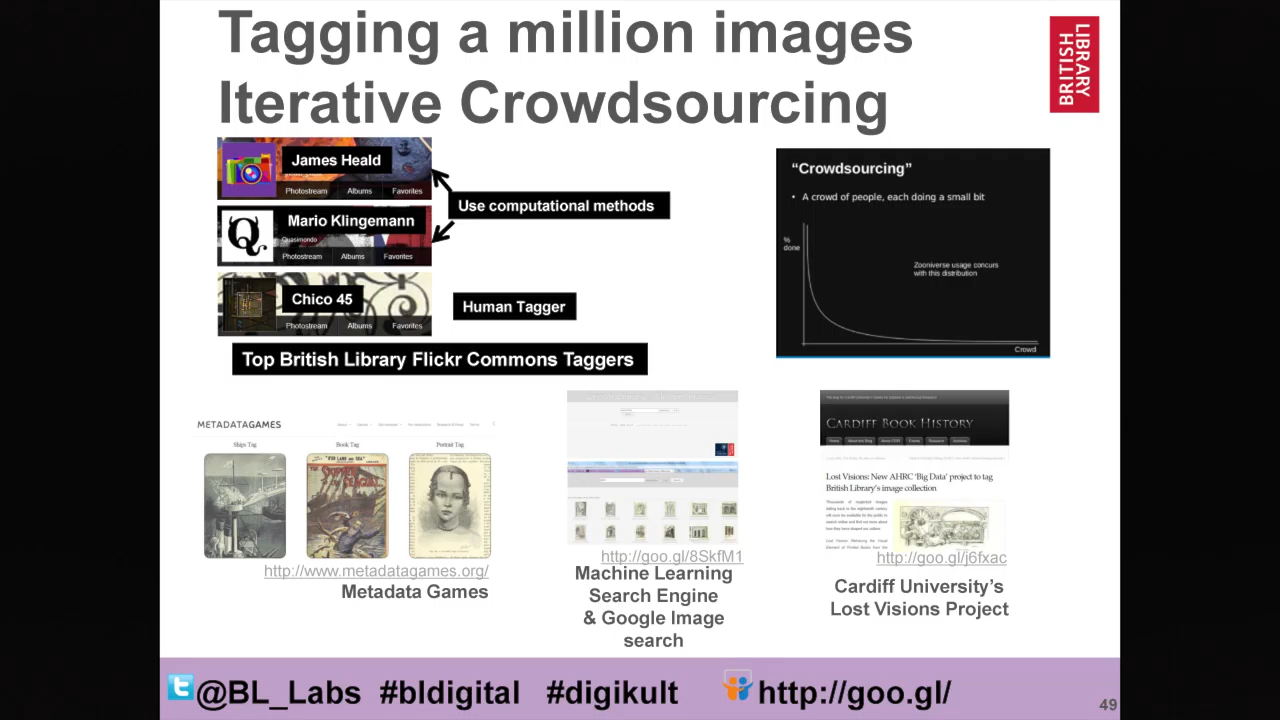 Tagging a million images
Iterative Crowdsourcing
BRITISH
LIBRARY
James Heald
Photostream Albums Favorites
Use computational methods
Mario Klingemann
Quasimondo
Photostream Albums Favorites
Chico 45
Photostream Albums Favorites
Human Tagger
Top British Library Flickr Commons Taggers
“Crowdsourcing”
• A crowd of people, each doing a small bit
%
done
Zooniverse usage concurs
with this distribution
Crowd
METADATAGAMES
Ships Tag Book Tag Portrait Tag
http://www.metadatagames.org/
Metadata Games
http://goo.gl/8SkfM1
Machine Learning
Search Engine
& Google Image
search
CARDIFF BOOK HISTORY
Lost Visions: New AHRC ‘Big Data’ project to tag
British Library’s image collection
http://goo.gl/j6fxac
Cardiff University’s
Lost Visions Project
@BL_Labs #bldigital #digikult http://goo.gl/
49